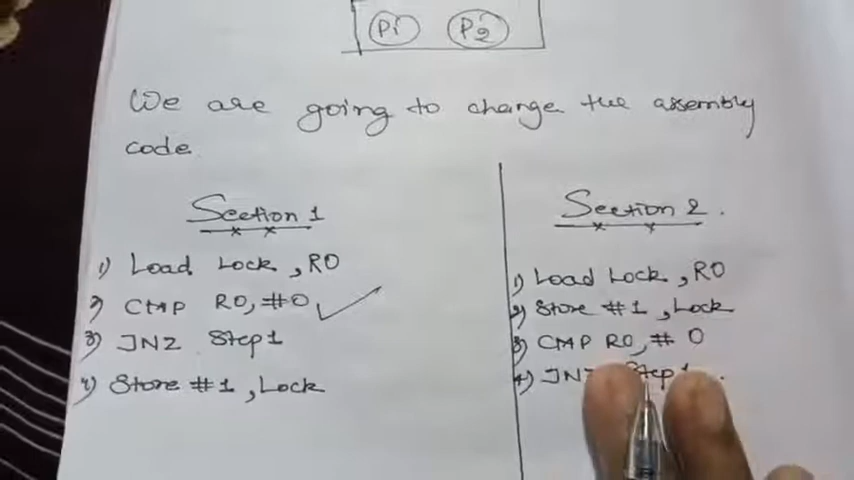 P1 P2
We are going to change the assembly
code.
Section 1
1) Load Lock, R0
2) CMP R0, #0
3) JNZ Step1
4) Store #1, Lock
Section 2.
1) Load Lock, R0
2) Store #1, Lock
3) CMP R0, # 0
4) JNZ Step1.